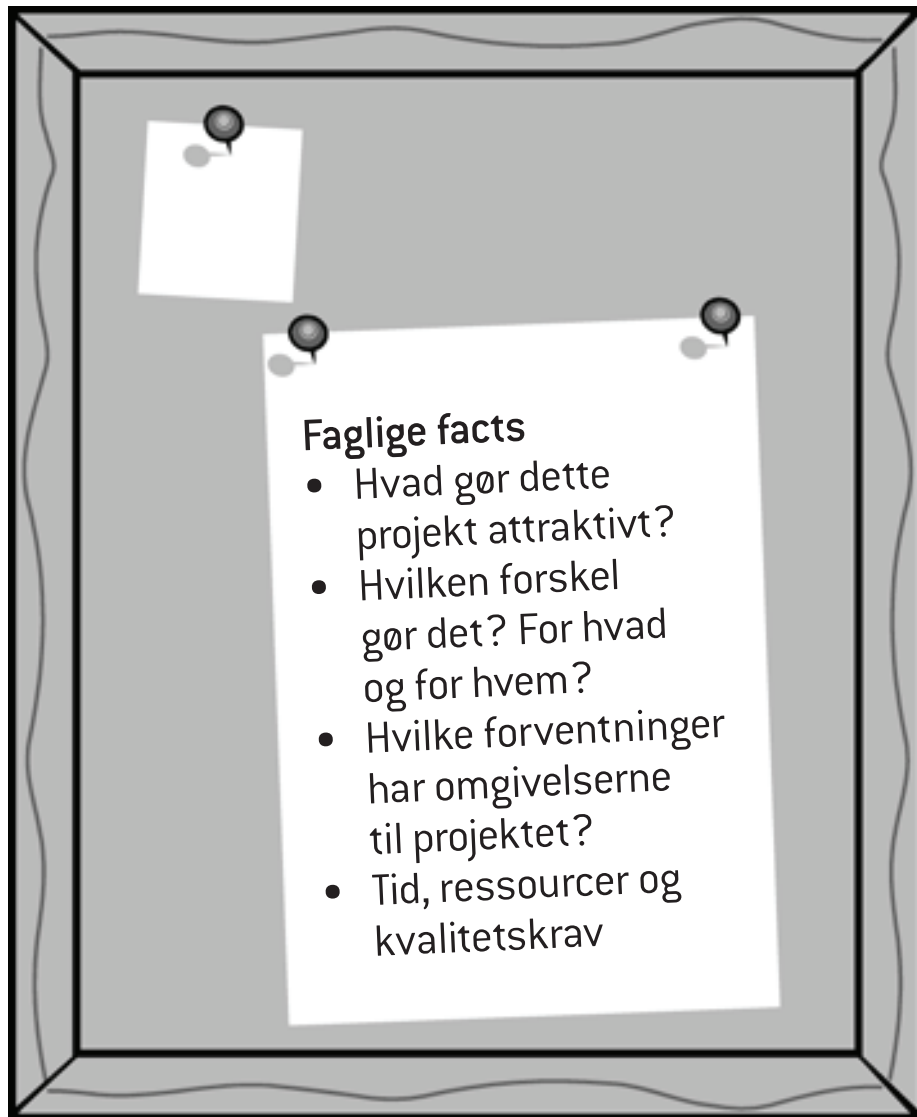 Faglige facts
• Hvad gør dette
projekt attraktivt?
• Hvilken forskel
gør det? For hvad
og for hvem?
• Hvilke forventninger
har omgivelserne
til projektet?
• Tid, ressourcer og
kvalitetskrav